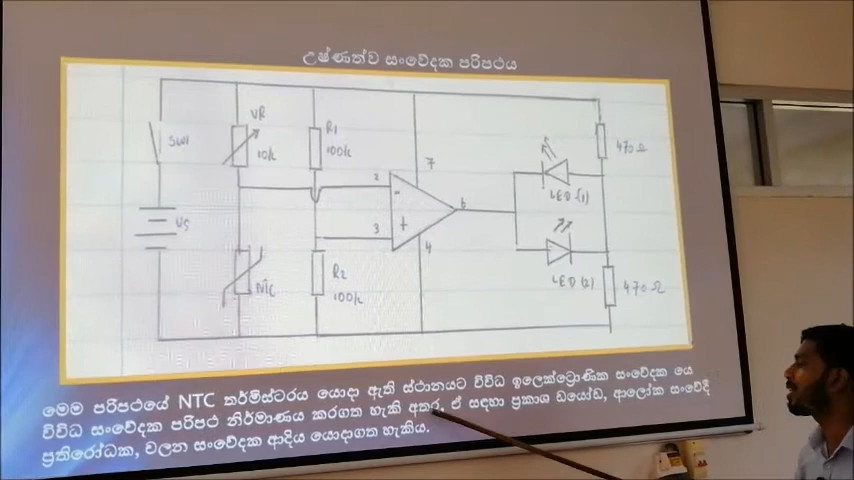 උෂ්ණත්ව සංවේදක පරිපථය
SW1
VS
VR
10k
R1
100k
NTC
R2
100k
2
3
7
4
6
LED (1)
LED (2)
470 Ω
470 Ω
මෙම පරිපථයේ NTC තර්මිස්ටරය යොදා ඇති ස්ථානයට විවිධ ඉලෙක්ට්‍රොනික සංවේදක යොදා
විවිධ සංවේදක පරිපථ නිර්මාණය කරගත හැකි අතර, ඒ සඳහා ප්‍රකාශ ඩයෝඩ, ආලෝක සංවේදී
ප්‍රතිරෝධක, චලන සංවේදක ආදිය යොදාගත හැකිය.